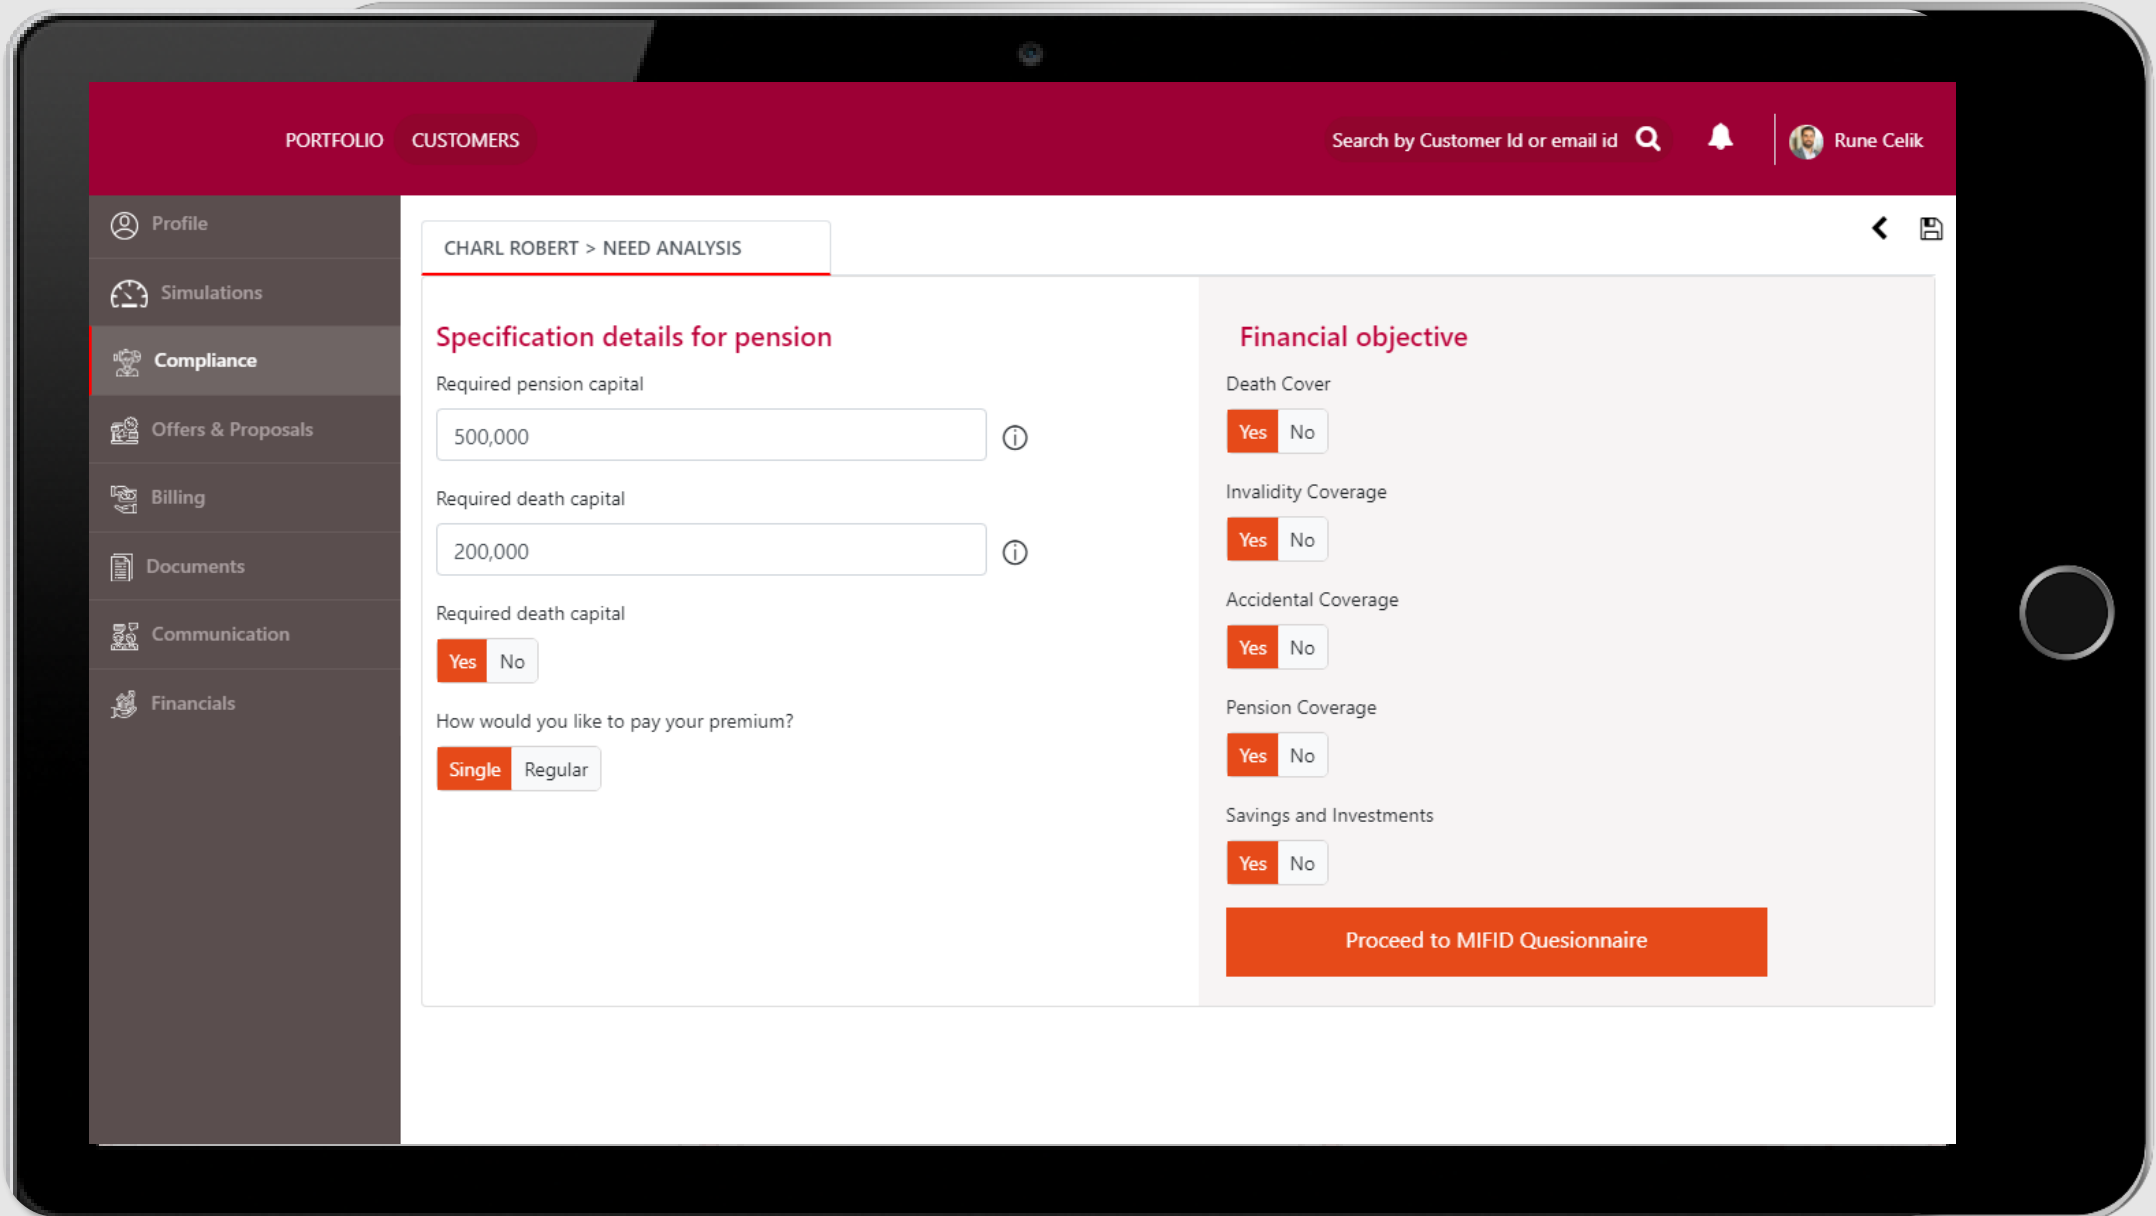 PORTFOLIO CUSTOMERS Search by Customer Id or email id Rune Celik
Profile
Simulations
Compliance
Offers & Proposals
Billing
Documents
Communication
Financials
CHARL ROBERT > NEED ANALYSIS
Specification details for pension
Required pension capital
500,000
Required death capital
200,000
Required death capital
Yes No
How would you like to pay your premium?
Single Regular
Financial objective
Death Cover
Yes No
Invalidity Coverage
Yes No
Accidental Coverage
Yes No
Pension Coverage
Yes No
Savings and Investments
Yes No
Proceed to MIFID Quesionnaire